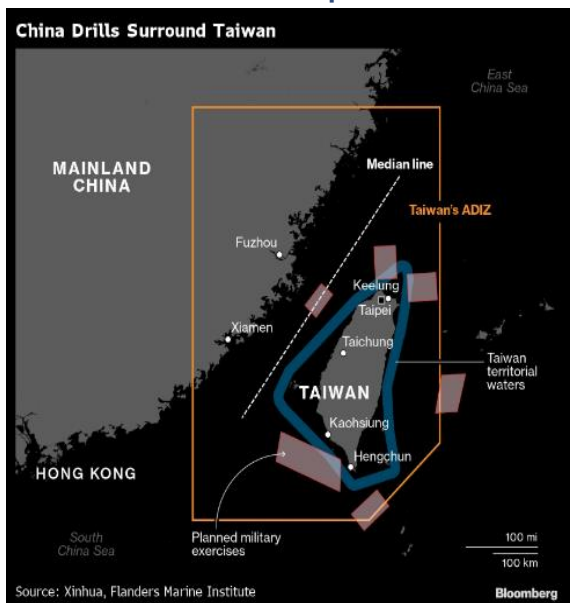 China Drills Surround Taiwan
East
China Sea
MAINLAND
CHINA
Median line
Taiwan's ADIZ
Fuzhou
Keelung
Taipei
Xiamen
Taichung
Taiwan
territorial
waters
TAIWAN
Kaohsiung
HONG KONG
Hengchun
South
China Sea
Planned military
exercises
100 mi
100 km
Source: Xinhua, Flanders Marine Institute
Bloomberg